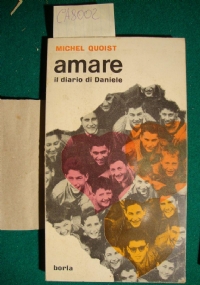 MICHEL QUOIST
amare
il diario di Daniele
borla